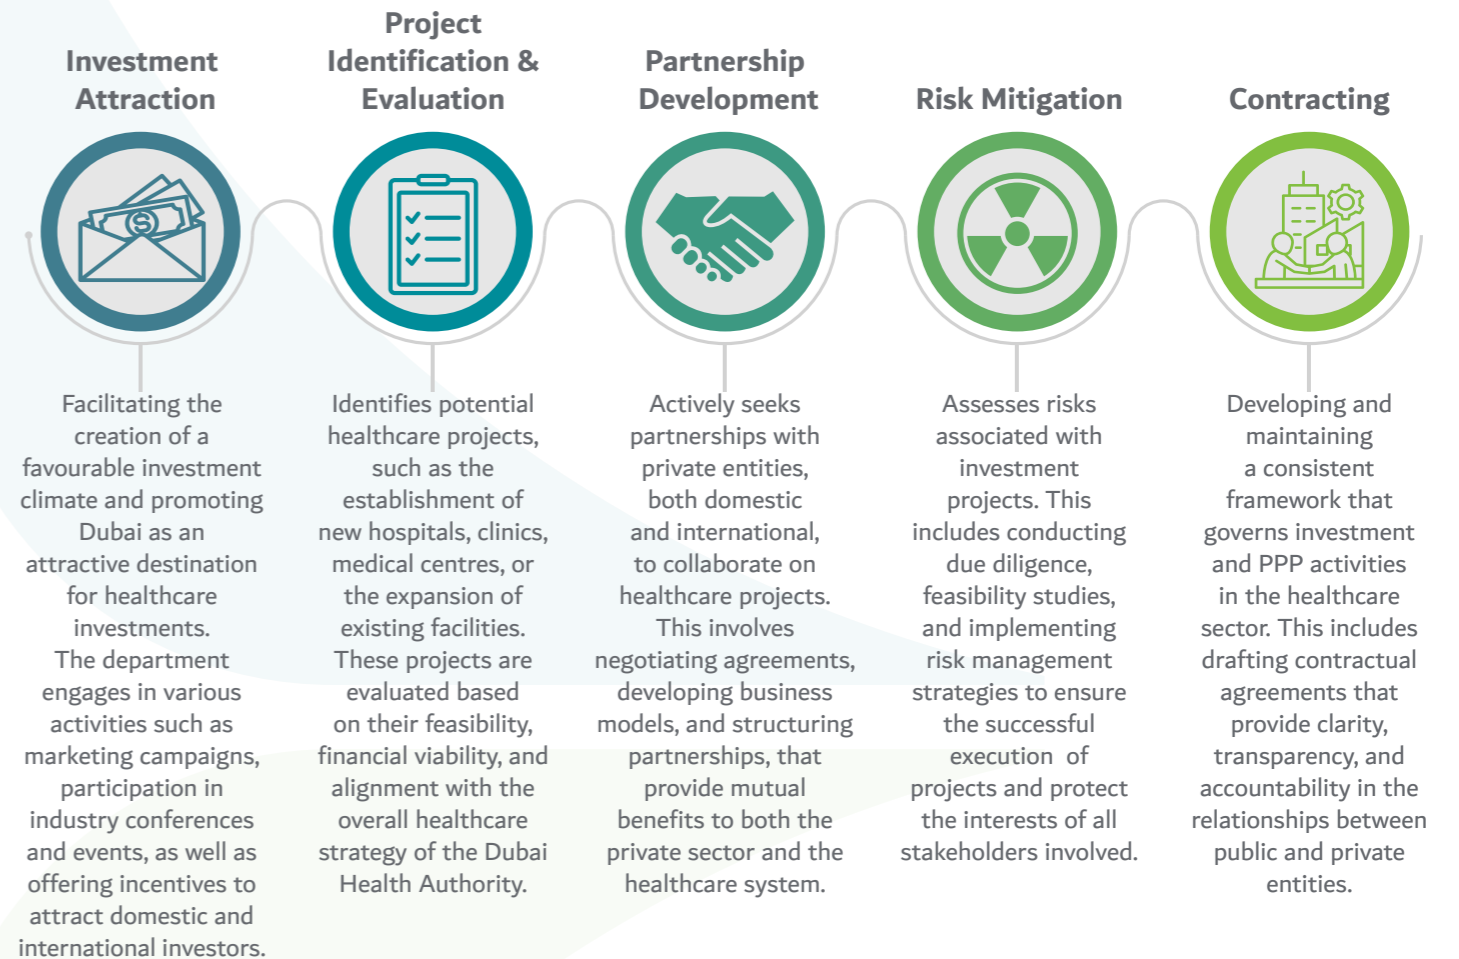 Investment
Attraction
Facilitating the
creation of a
favourable investment
climate and promoting
Dubai as an
attractive destination
for healthcare
investments.
The department
engages in various
activities such as
marketing campaigns,
participation in
industry conferences
and events, as well as
offering incentives to
attract domestic and
international investors.
Project
Identification &
Evaluation
Identifies potential
healthcare projects,
such as the
establishment of
new hospitals, clinics,
medical centres, or
the expansion of
existing facilities.
These projects are
evaluated based
on their feasibility,
financial viability, and
alignment with the
overall healthcare
strategy of the Dubai
Health Authority.
Partnership
Development
Actively seeks
partnerships with
private entities,
both domestic
and international,
to collaborate on
healthcare projects.
This involves
negotiating agreements,
developing business
models, and structuring
partnerships, that
provide mutual
benefits to both the
private sector and the
healthcare system.
Risk Mitigation
Assesses risks
associated with
investment
projects. This
includes conducting
due diligence,
feasibility studies,
and implementing
risk management
strategies to ensure
the successful
execution of
projects and protect
the interests of all
stakeholders involved.
Contracting
Developing and
maintaining
a consistent
framework that
governs investment
and PPP activities
in the healthcare
sector. This includes
drafting contractual
agreements that
provide clarity,
transparency, and
accountability in the
relationships between
public and private
entities.